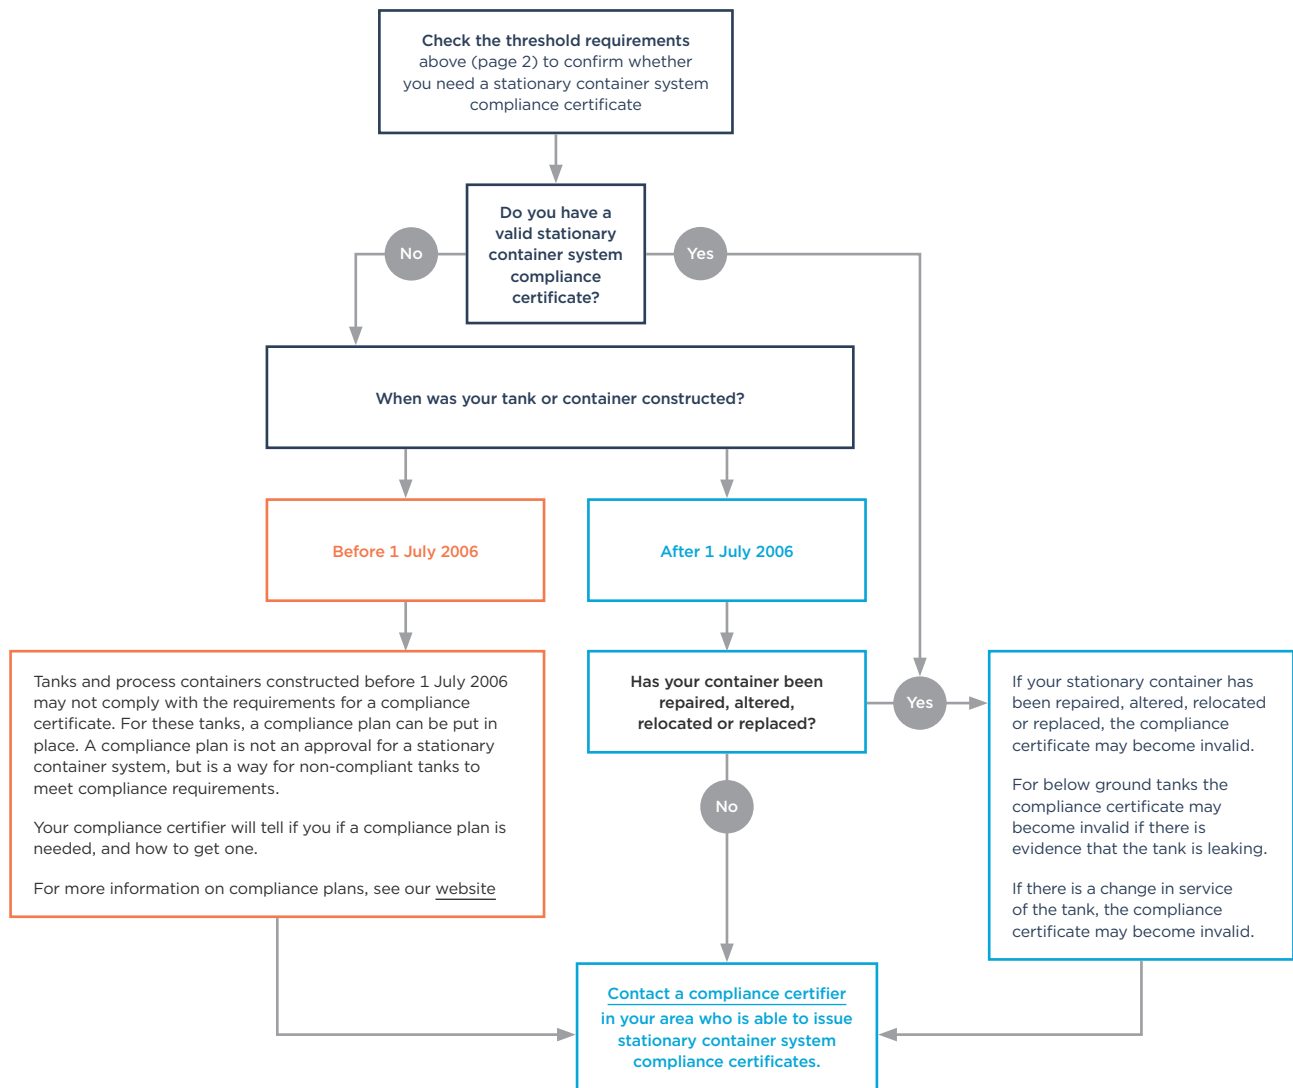 Check the threshold requirements
above (page 2) to confirm whether
you need a stationary container system
compliance certificate
Do you have a
valid stationary
container system
compliance
certificate?
No
Yes
When was your tank or container constructed?
Before 1 July 2006
After 1 July 2006
Tanks and process containers constructed before 1 July 2006
may not comply with the requirements for a compliance
certificate. For these tanks, a compliance plan can be put in
place. A compliance plan is not an approval for a stationary
container system, but is a way for non-compliant tanks to
meet compliance requirements.
Your compliance certifier will tell if you if a compliance plan is
needed, and how to get one.
For more information on compliance plans, see our website
Has your container been
repaired, altered,
relocated or replaced?
Yes
No
If your stationary container has
been repaired, altered, relocated
or replaced, the compliance
certificate may become invalid.
For below ground tanks the
compliance certificate may
become invalid if there is
evidence that the tank is leaking.
If there is a change in service
of the tank, the compliance
certificate may become invalid.
Contact a compliance certifier
in your area who is able to issue
stationary container system
compliance certificates.